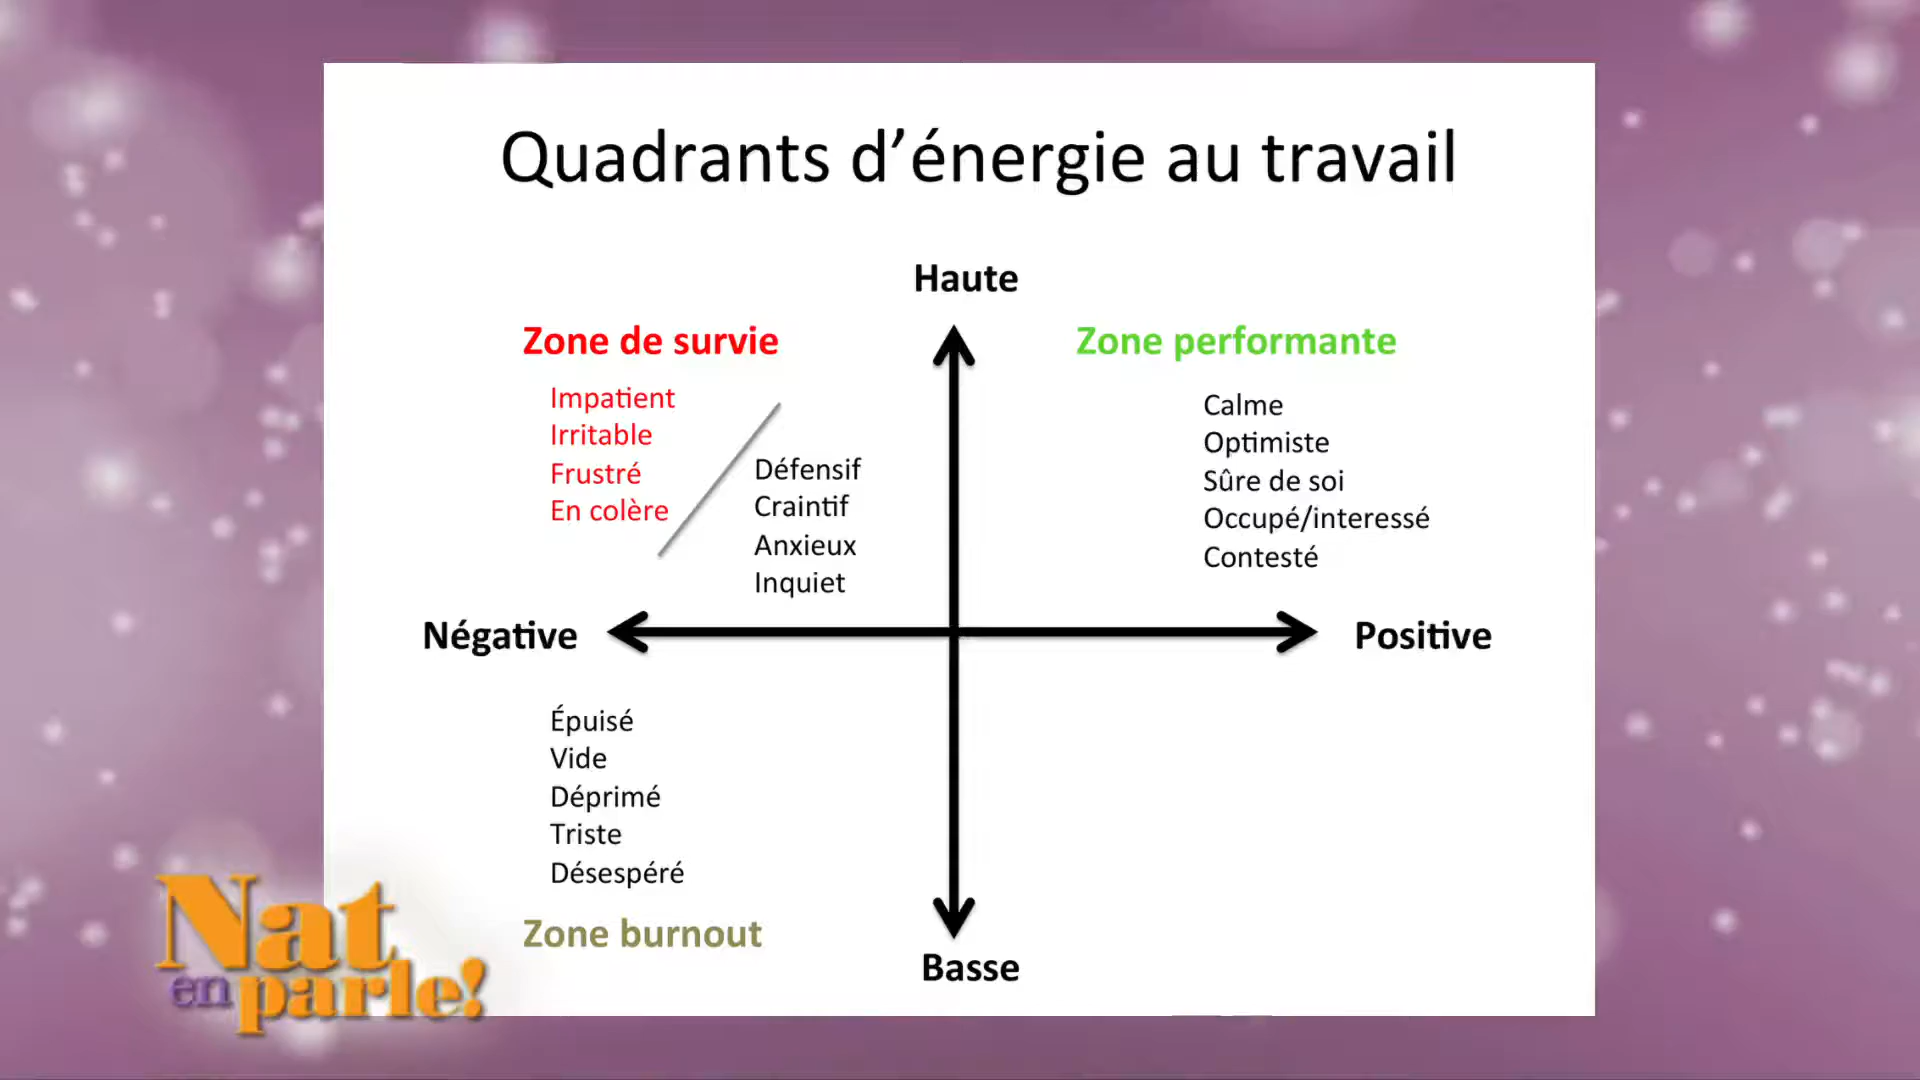 Quadrants d’énergie au travail
Haute
Zone de survie
Impatient
Irritable
Frustré
En colère
Défensif
Craintif
Anxieux
Inquiet
Zone performante
Calme
Optimiste
Sûre de soi
Occupé/interessé
Contesté
Négative
Positive
Épuisé
Vide
Déprimé
Triste
Désespéré
Zone burnout
Basse
Nat
en parle!